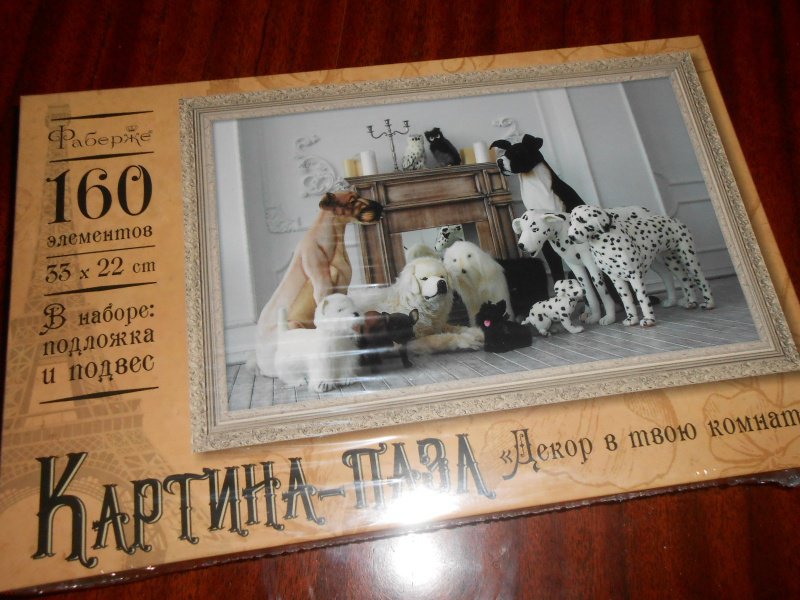 Фаберже
160
элементов
33 x 22 cm
В наборе:
подложка
и подвес
Картина-пазл «Декор в твою комнат